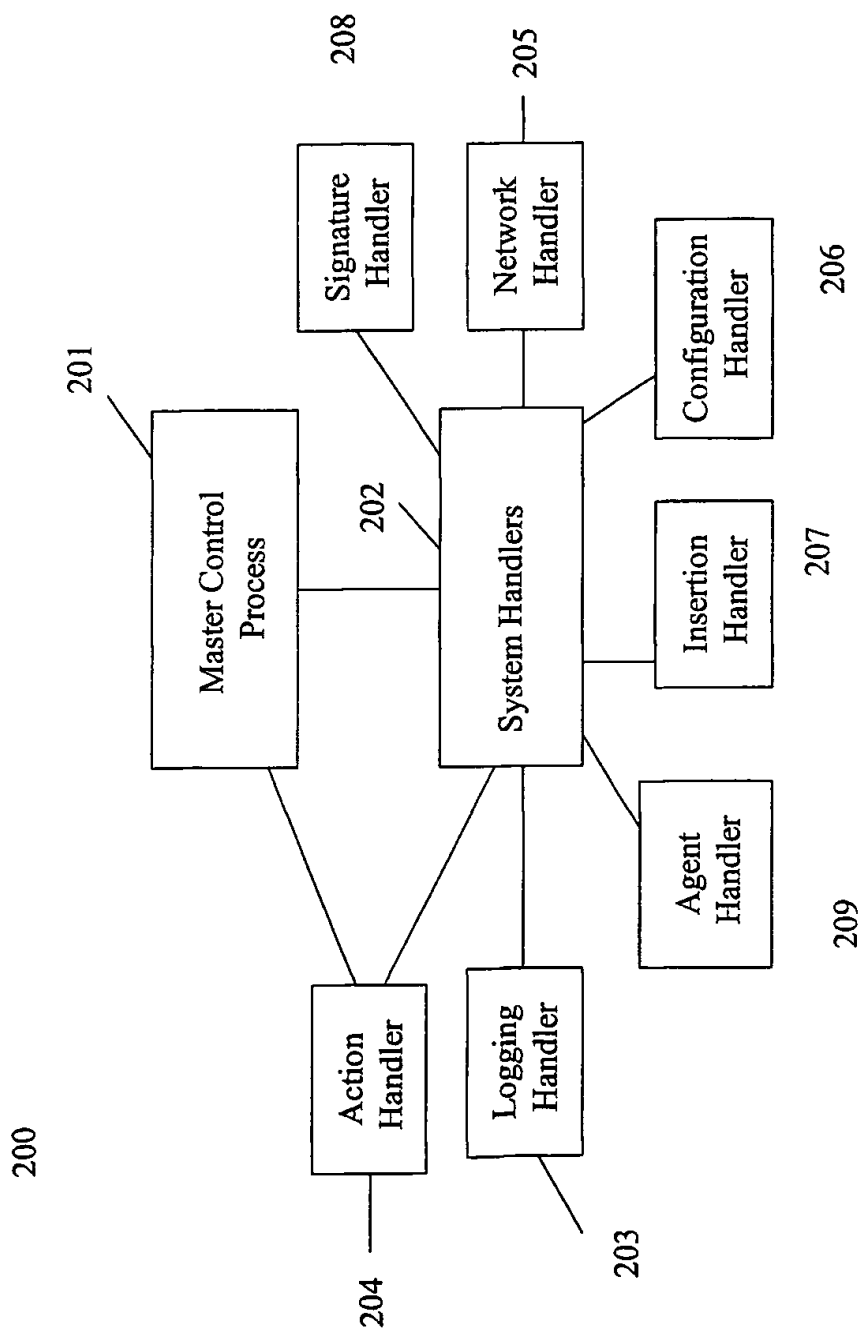 200
201
Master Control
Process
208
Signature
Handler
204
Action
Handler
202
System Handlers
205
Network
Handler
203
Logging
Handler
209
Agent
Handler
207
Insertion
Handler
206
Configuration
Handler